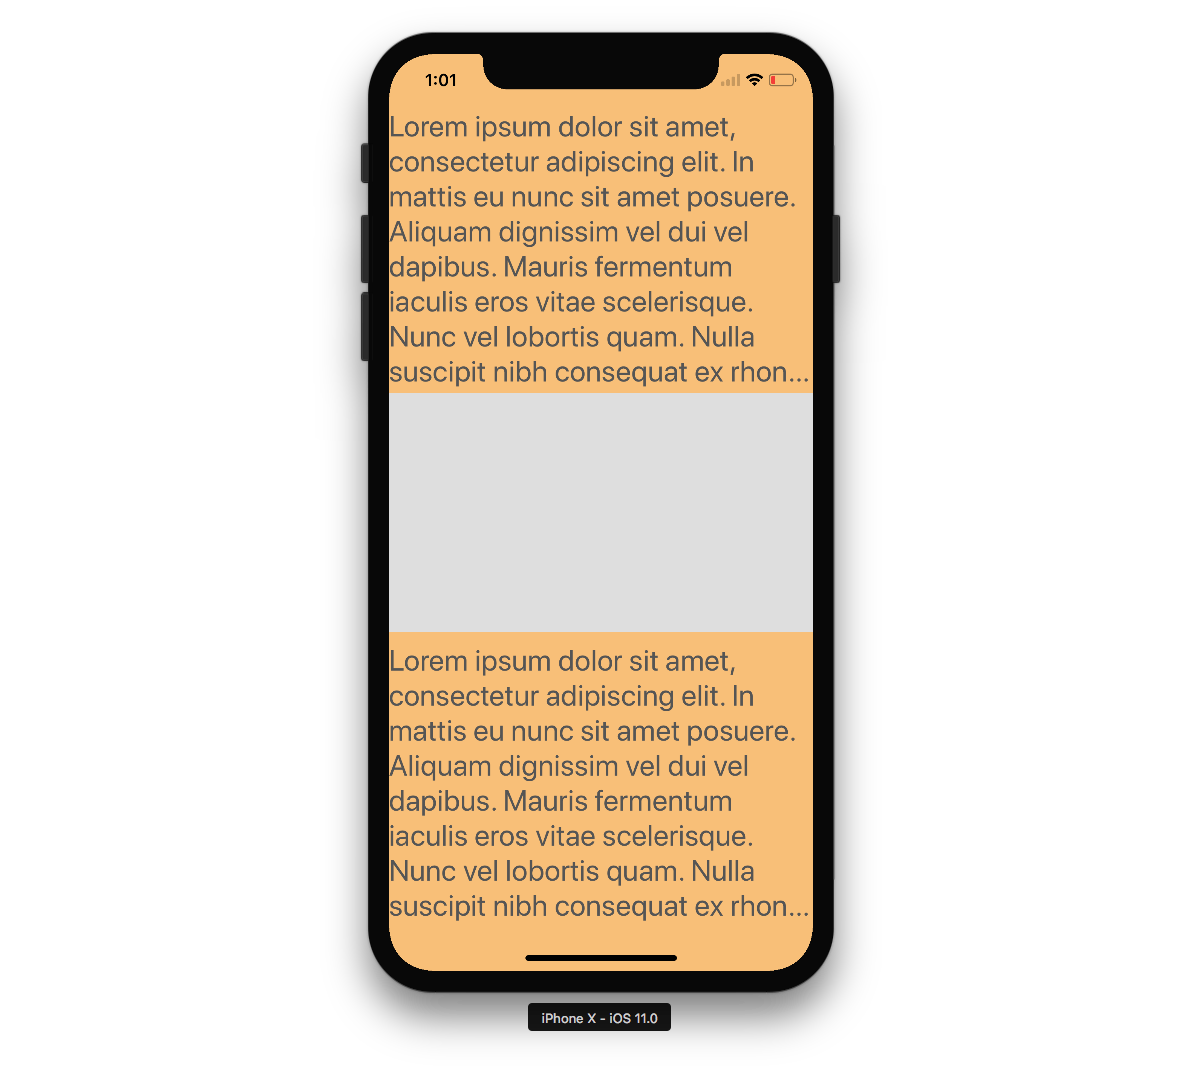 1:01
Lorem ipsum dolor sit amet,
consectetur adipiscing elit. In
mattis eu nunc sit amet posuere.
Aliquam dignissim vel dui vel
dapibus. Mauris fermentum
iaculis eros vitae scelerisque.
Nunc vel lobortis quam. Nulla
suscipit nibh consequat ex rhon...
Lorem ipsum dolor sit amet,
consectetur adipiscing elit. In
mattis eu nunc sit amet posuere.
Aliquam dignissim vel dui vel
dapibus. Mauris fermentum
iaculis eros vitae scelerisque.
Nunc vel lobortis quam. Nulla
suscipit nibh consequat ex rhon...
iPhone X - iOS 11.0